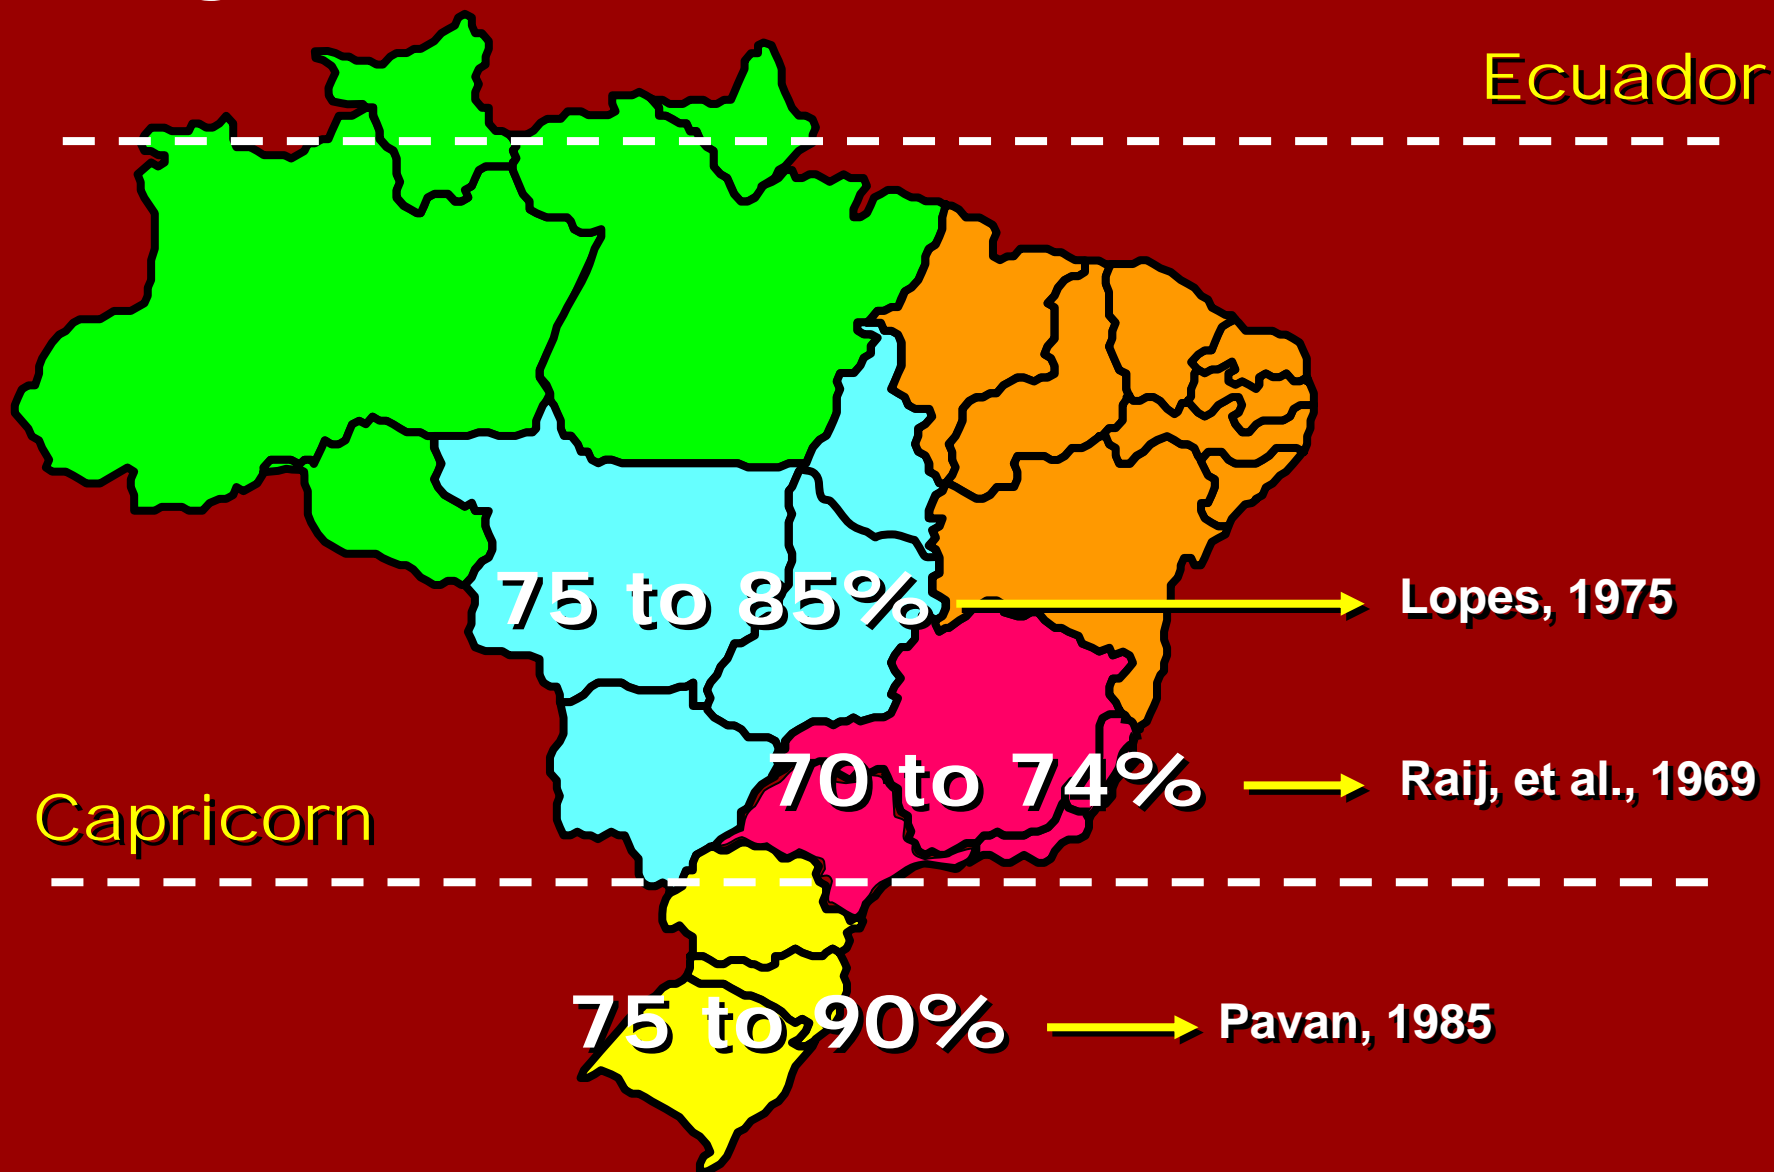 Ecuador
75 to 85%
Lopes, 1975
70 to 74%
Raij, et al., 1969
Capricorn
75 to 90%
Pavan, 1985